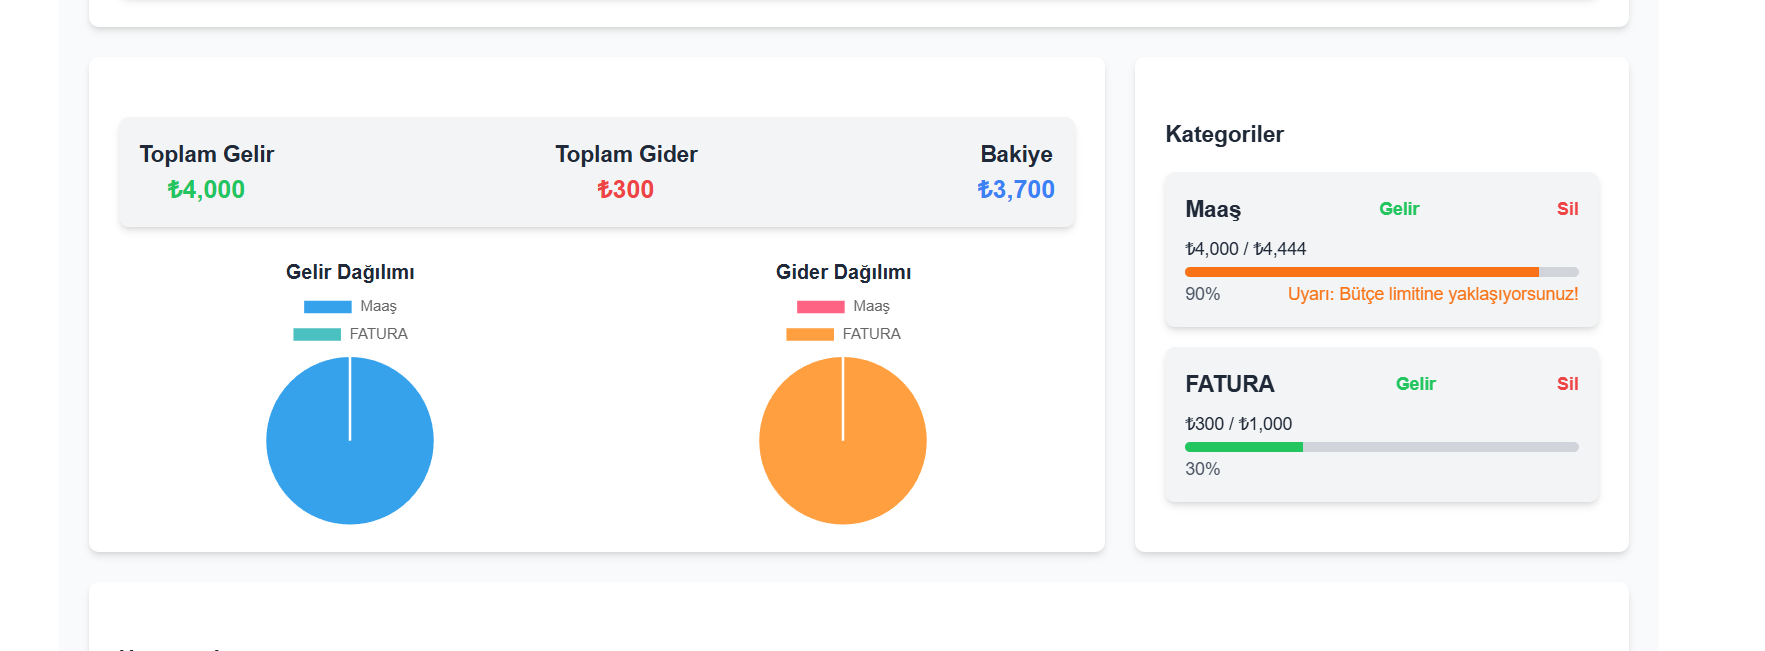 Toplam Gelir
₺4,000
Toplam Gider
₺300
Bakiye
₺3,700
Gelir Dağılımı
Maaş
FATURA
Gider Dağılımı
Maaş
FATURA
Kategoriler
Maaş Gelir Sil
₺4,000 / ₺4,444
90% Uyarı: Bütçe limitine yaklaşıyorsunuz!
FATURA Gelir Sil
₺300 / ₺1,000
30%